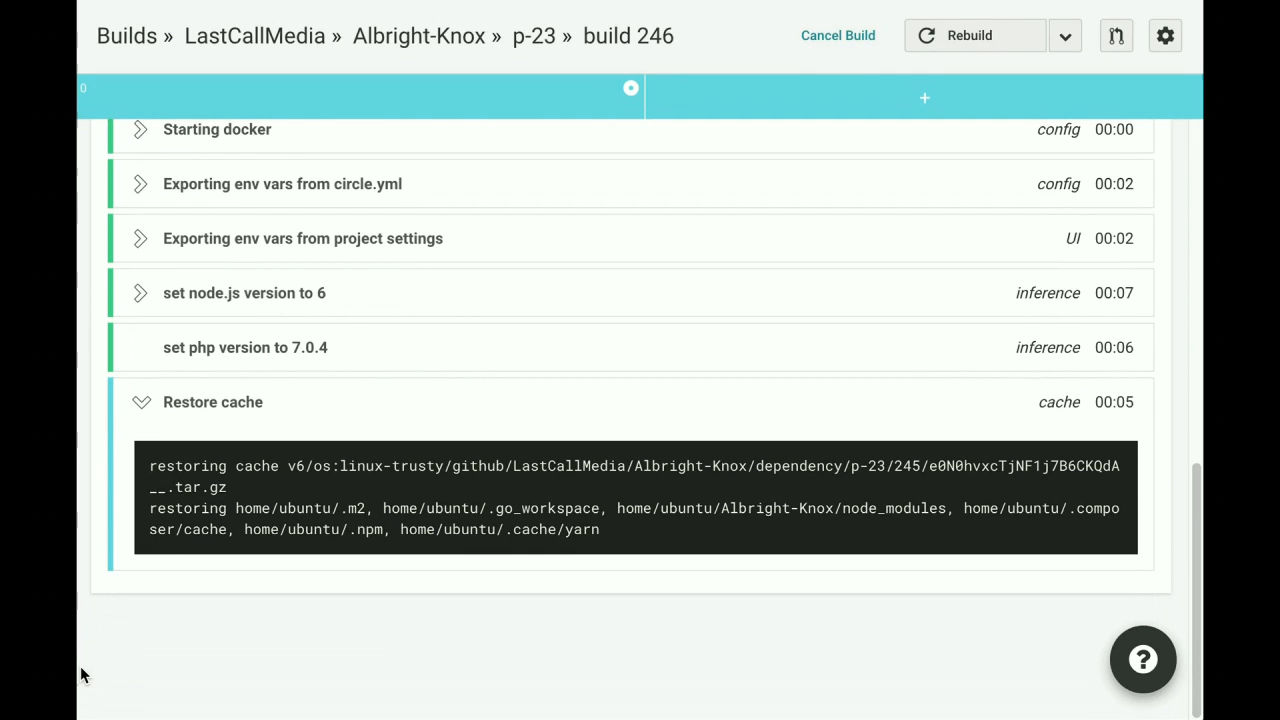 Builds » LastCallMedia » Albright-Knox » p-23 » build 246
Cancel Build
Rebuild
0
+
Starting docker config 00:00
Exporting env vars from circle.yml config 00:02
Exporting env vars from project settings UI 00:02
set node.js version to 6 inference 00:07
set php version to 7.0.4 inference 00:06
Restore cache cache 00:05
restoring cache v6/os:linux-trusty/github/LastCallMedia/Albright-Knox/dependency/p-23/245/e0N0hvxcTjNF1j7B6CKQdA
__.tar.gz
restoring home/ubuntu/.m2, home/ubuntu/.go_workspace, home/ubuntu/Albright-Knox/node_modules, home/ubuntu/.compo
ser/cache, home/ubuntu/.npm, home/ubuntu/.cache/yarn
?